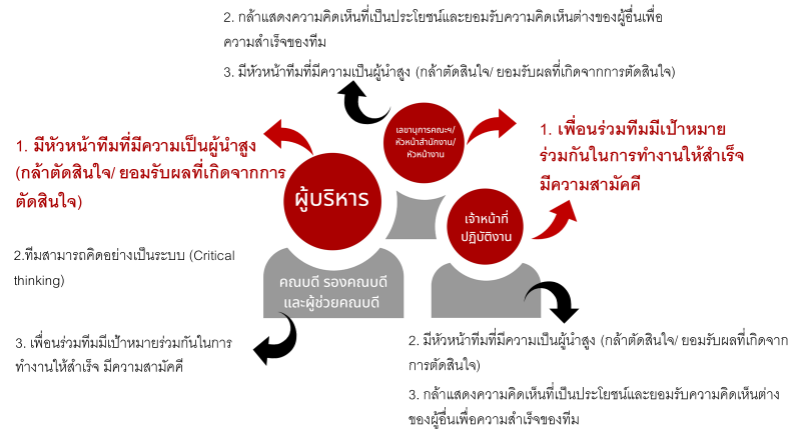 2. กล้าแสดงความคิดเห็นที่เป็นประโยชน์และยอมรับความคิดเห็นต่างของผู้อื่นเพื่อ
ความสำเร็จของทีม
3. มีหัวหน้าทีมที่มีความเป็นผู้นำสูง (กล้าตัดสินใจ/ ยอมรับผลที่เกิดจากการตัดสินใจ)
เลขานุการคณะฯ/
หัวหน้าสำนักงาน/
หัวหน้างาน
1. เพื่อนร่วมทีมมีเป้าหมาย
ร่วมกันในการทำงานให้สำเร็จ
มีความสามัคคี
1. มีหัวหน้าทีมที่มีความเป็นผู้นำสูง
(กล้าตัดสินใจ/ ยอมรับผลที่เกิดจากการ
ตัดสินใจ)
ผู้บริหาร
เจ้าหน้าที่
ปฏิบัติงาน
2.ทีมสามารถคิดอย่างเป็นระบบ (Critical
thinking)
คณบดี รองคณบดี
และผู้ช่วยคณบดี
3. เพื่อนร่วมทีมมีเป้าหมายร่วมกันในการ
ทำงานให้สำเร็จ มีความสามัคคี
2. มีหัวหน้าทีมที่มีความเป็นผู้นำสูง (กล้าตัดสินใจ/ ยอมรับผลที่เกิดจาก
การตัดสินใจ)
3. กล้าแสดงความคิดเห็นที่เป็นประโยชน์และยอมรับความคิดเห็นต่าง
ของผู้อื่นเพื่อความสำเร็จของทีม